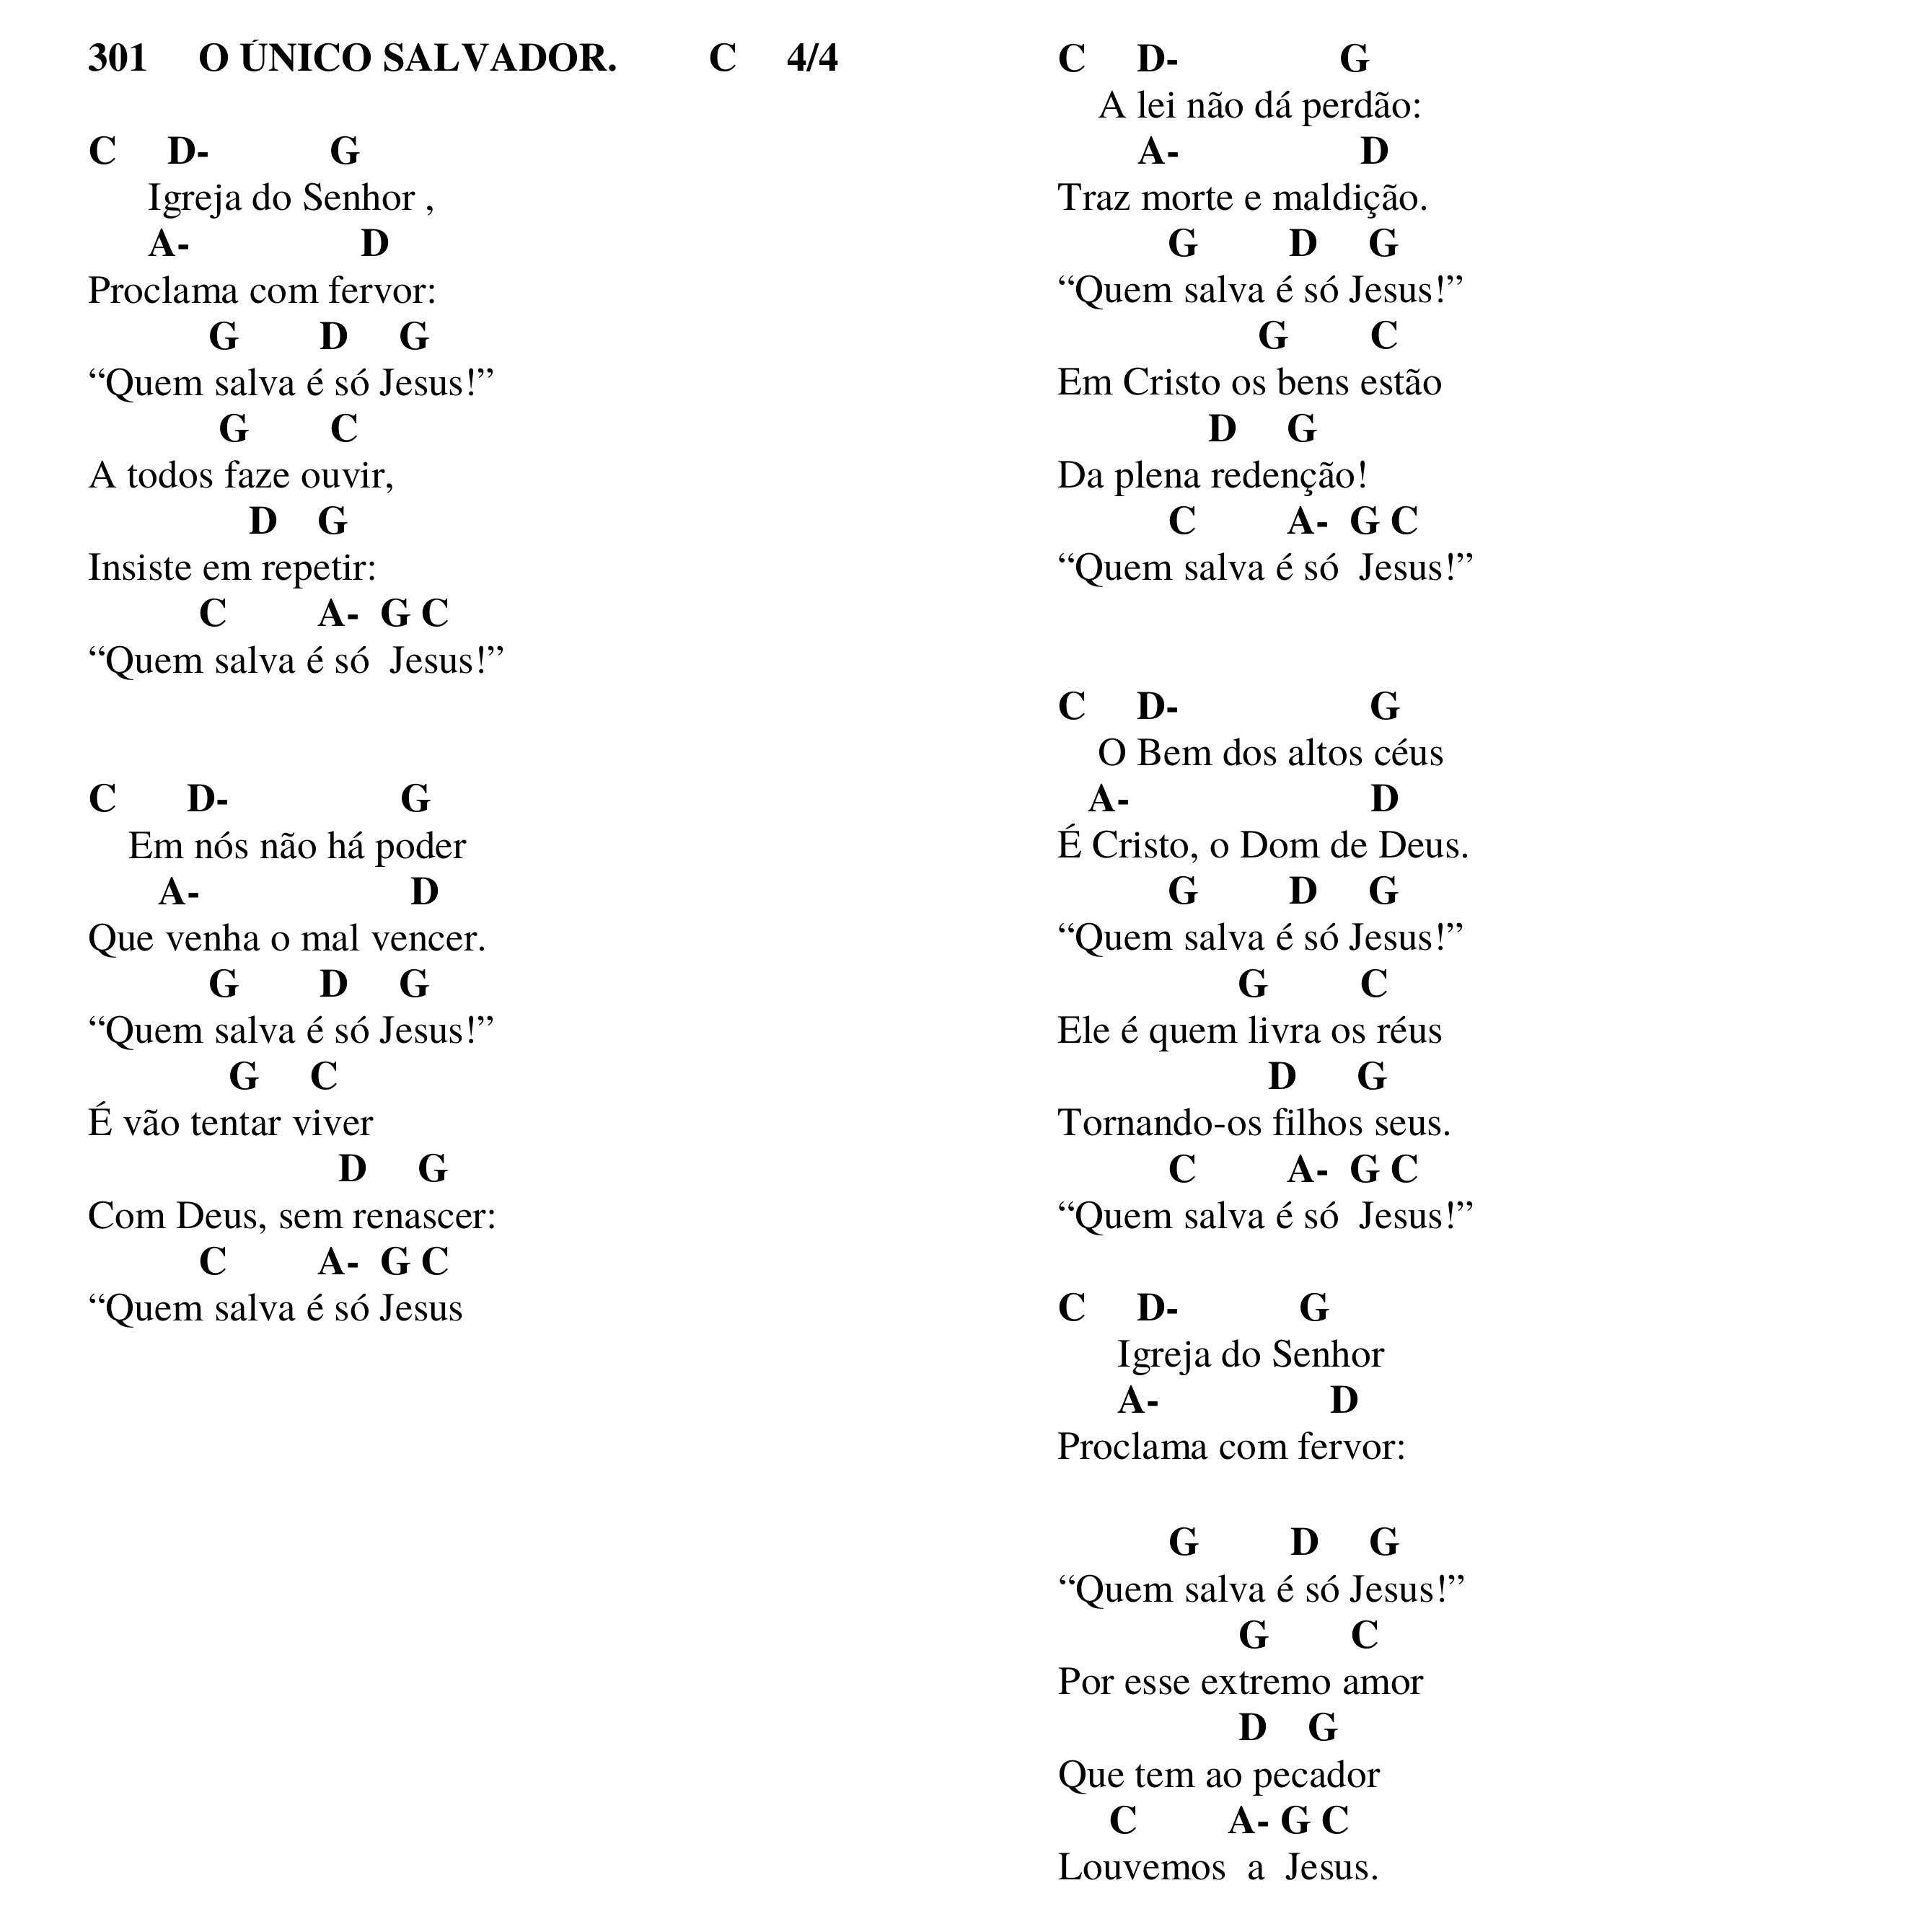 301 O ÚNICO SALVADOR. C 4/4
C D- G
Igreja do Senhor ,
A- D
Proclama com fervor:
G D G
“Quem salva é só Jesus!”
G C
A todos faze ouvir,
D G
Insiste em repetir:
C A- G C
“Quem salva é só Jesus!”
C D- G
Em nós não há poder
A- D
Que venha o mal vencer.
G D G
“Quem salva é só Jesus!”
G C
É vão tentar viver
D G
Com Deus, sem renascer:
C A- G C
“Quem salva é só Jesus
C D- G
A lei não dá perdão:
A- D
Traz morte e maldição.
G D G
“Quem salva é só Jesus!”
G C
Em Cristo os bens estão
D G
Da plena redenção!
C A- G C
“Quem salva é só Jesus!”
C D- G
O Bem dos altos céus
A- D
É Cristo, o Dom de Deus.
G D G
“Quem salva é só Jesus!”
G C
Ele é quem livra os réus
D G
Tornando-os filhos seus.
C A- G C
“Quem salva é só Jesus!”
C D- G
Igreja do Senhor
A- D
Proclama com fervor:
G D G
“Quem salva é só Jesus!”
G C
Por esse extremo amor
D G
Que tem ao pecador
C A- G C
Louvemos a Jesus.